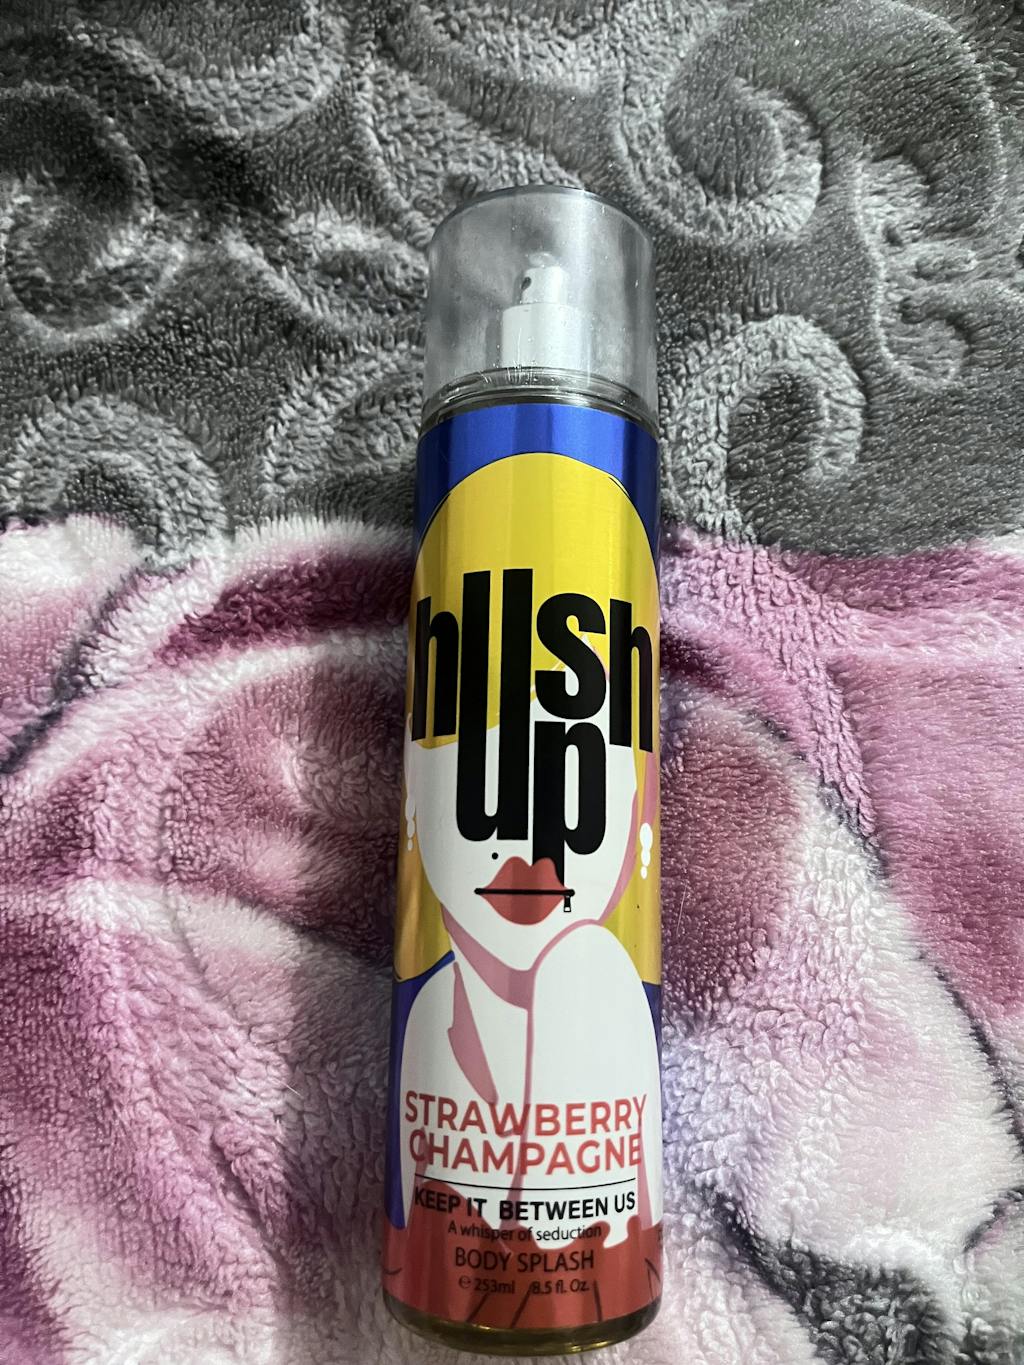 hush
up
STRAWBERRY
CHAMPAGNE
KEEP IT BETWEEN US
A whisper of seduction
BODY SPLASH
℮ 253ml 8.5 fl. Oz.